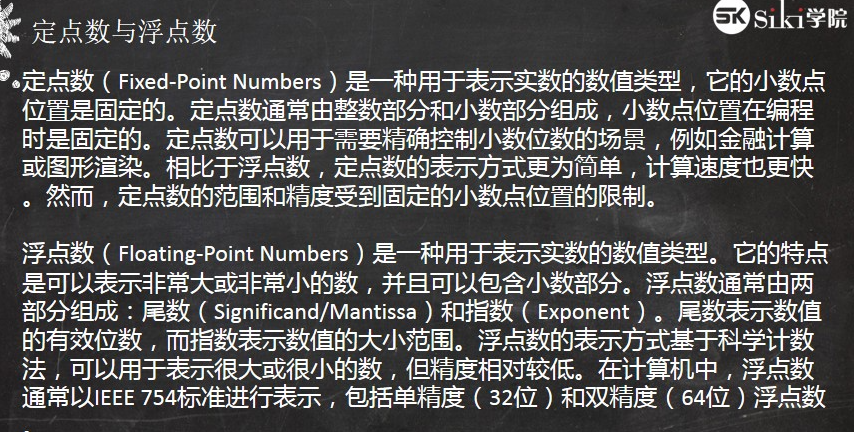 定点数与浮点数
SK siki学院
定点数（Fixed-Point Numbers）是一种用于表示实数的数值类型，它的小数点
位置是固定的。定点数通常由整数部分和小数部分组成，小数点位置在编程
时是固定的。定点数可以用于需要精确控制小数位数的场景，例如金融计算
或图形渲染。相比于浮点数，定点数的表示方式更为简单，计算速度也更快
。然而，定点数的范围和精度受到固定的小数点位置的限制。
浮点数（Floating-Point Numbers）是一种用于表示实数的数值类型。它的特点
是可以表示非常大或非常小的数，并且可以包含小数部分。浮点数通常由两
部分组成：尾数（Significand/Mantissa）和指数（Exponent）。尾数表示数值
的有效位数，而指数表示数值的大小范围。浮点数的表示方式基于科学计数
法，可以用于表示很大或很小的数，但精度相对较低。在计算机中，浮点数
通常以IEEE 754标准进行表示，包括单精度（32位）和双精度（64位）浮点数